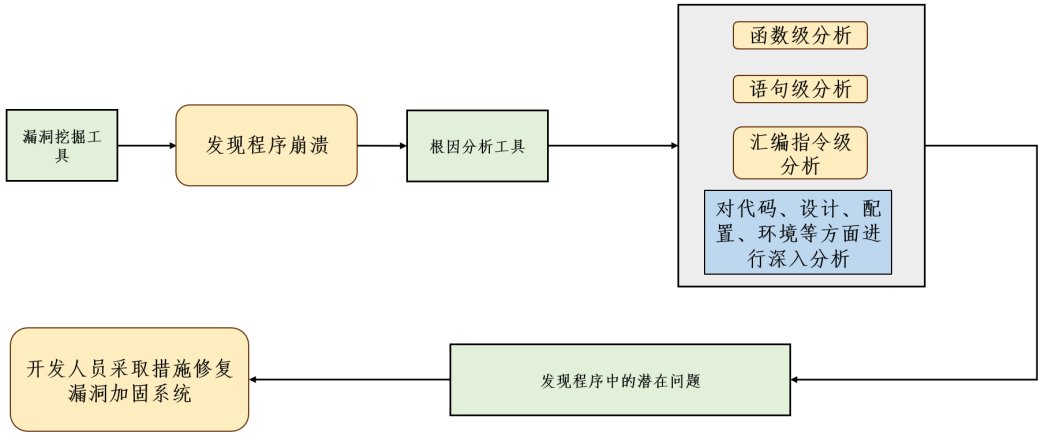 漏洞挖掘工
具
发现程序崩溃
根因分析工具
函数级分析
语句级分析
汇编指令级
分析
对代码、设计、配
置、环境等方面进
行深入分析
发现程序中的潜在问题
开发人员采取措施修复
漏洞加固系统